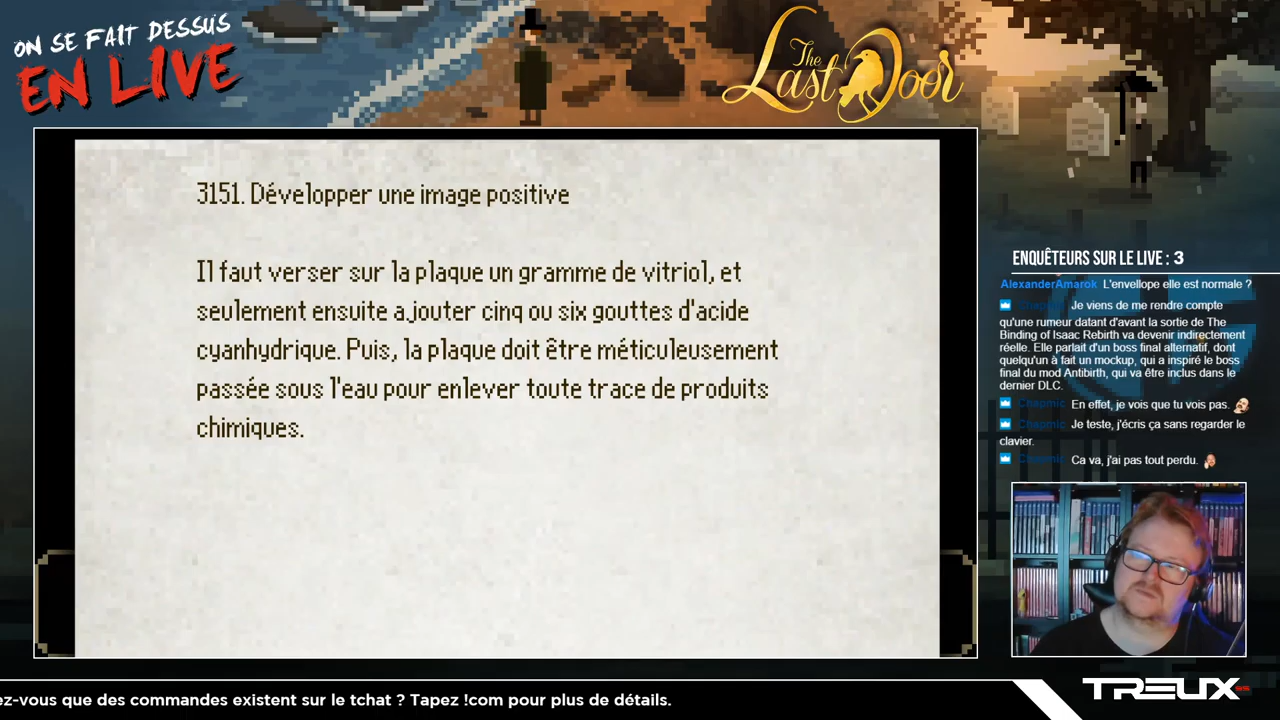 ON SE FAIT DESSUS
EN LIVE
The
Last Door
3151. Développer une image positive
Il faut verser sur la plaque un gramme de vitriol, et
seulement ensuite ajouter cinq ou six gouttes d'acide
cyanhydrique. Puis, la plaque doit être méticuleusement
passée sous l'eau pour enlever toute trace de produits
chimiques.
ENQUÊTEURS SUR LE LIVE : 3
AlexanderAmarok L'envellope elle est normale ?
Chapmic Je viens de me rendre compte
qu'une rumeur datant d'avant la sortie de The
Binding of Isaac Rebirth va devenir indirectement
réelle. Elle parlait d'un boss final alternatif, dont
quelqu'un à fait un mockup, qui a inspiré le boss
final du mod Antibirth, qui va être inclus dans le
dernier DLC.
Chapmic En effet, je vois que tu vois pas.
Chapmic Je teste, j'écris ça sans regarder le
clavier.
Chapmic Ca va, j'ai pas tout perdu.
ez-vous que des commandes existent sur le tchat ? Tapez !com pour plus de détails.
TREUX